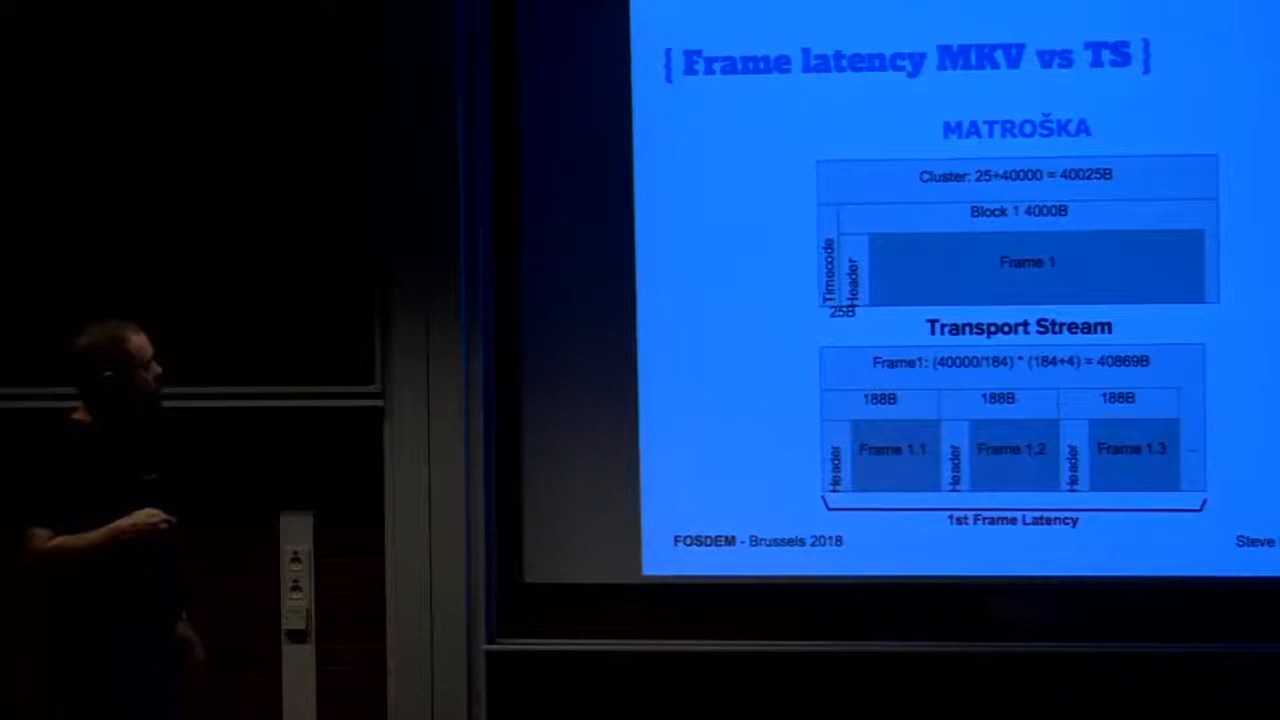 { Frame latency MKV vs TS }
MATROŠKA
Cluster: 25+40000 = 40025B
Block 1 4000B
Timecode
Header
Frame 1
25B
Transport Stream
Frame1: (40000/184) * (184+4) = 40869B
188B 188B 188B
Header Frame 1.1 Header Frame 1.2 Header Frame 1.3 ...
1st Frame Latency
FOSDEM - Brussels 2018 Steve